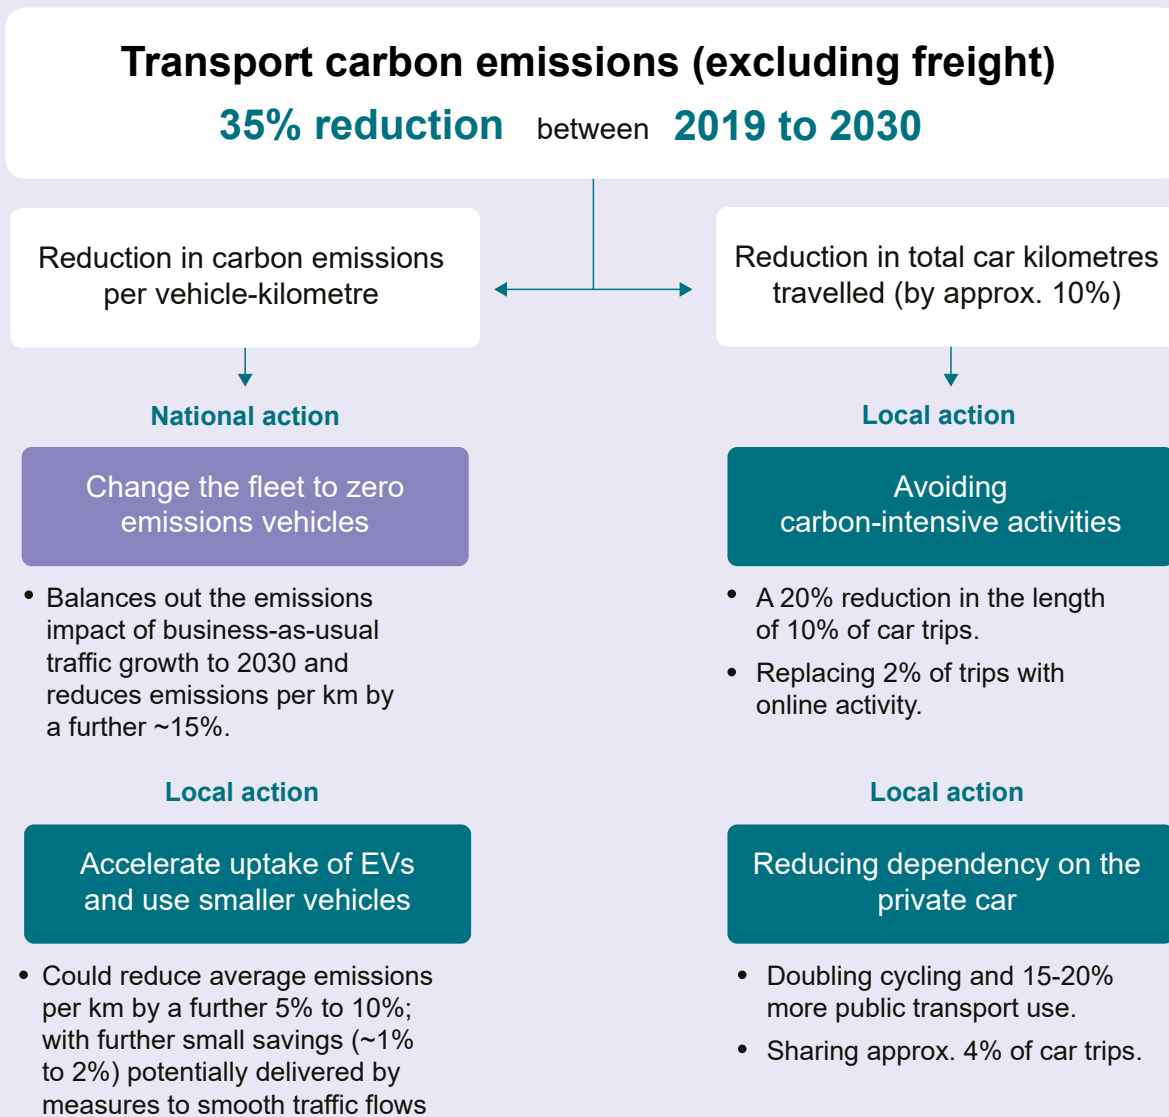 Transport carbon emissions (excluding freight)
35% reduction between 2019 to 2030
Reduction in carbon emissions
per vehicle-kilometre
National action
Change the fleet to zero
emissions vehicles
• Balances out the emissions
impact of business-as-usual
traffic growth to 2030 and
reduces emissions per km by
a further ~15%.
Local action
Accelerate uptake of EVs
and use smaller vehicles
• Could reduce average emissions
per km by a further 5% to 10%;
with further small savings (~1%
to 2%) potentially delivered by
measures to smooth traffic flows
Reduction in total car kilometres
travelled (by approx. 10%)
Local action
Avoiding
carbon-intensive activities
• A 20% reduction in the length
of 10% of car trips.
• Replacing 2% of trips with
online activity.
Local action
Reducing dependency on the
private car
• Doubling cycling and 15-20%
more public transport use.
• Sharing approx. 4% of car trips.